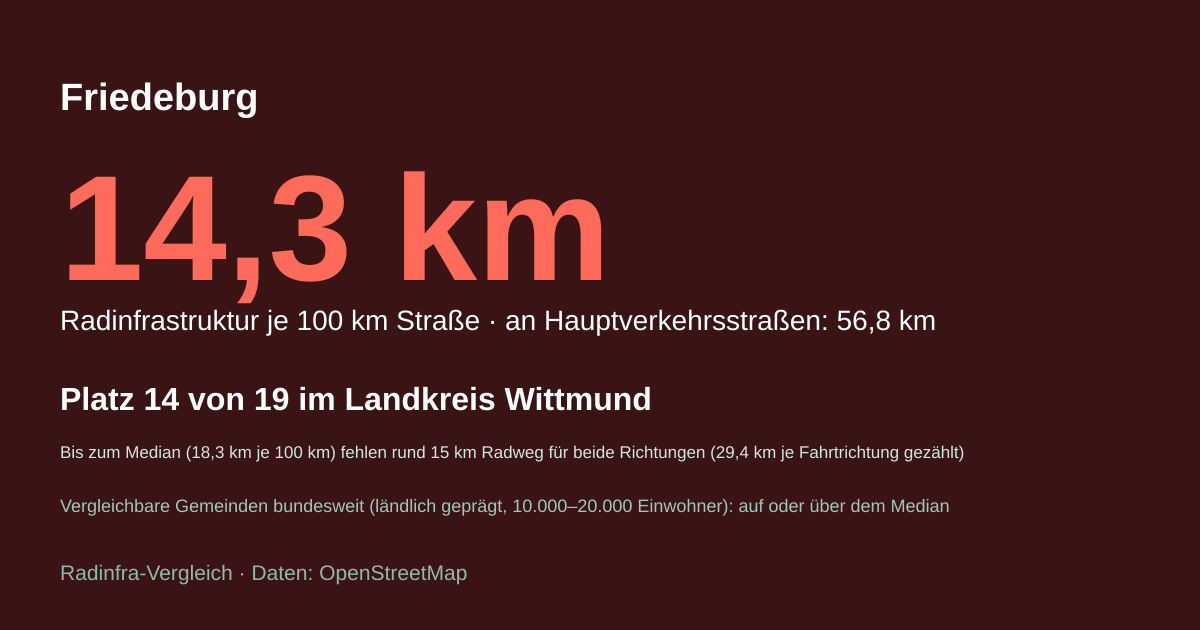 Friedeburg
14,3 km
Radinfrastruktur je 100 km Straße · an Hauptverkehrsstraßen: 56,8 km
Platz 14 von 19 im Landkreis Wittmund
Bis zum Median (18,3 km je 100 km) fehlen rund 15 km Radweg für beide Richtungen (29,4 km je Fahrtrichtung gezählt)
Vergleichbare Gemeinden bundesweit (ländlich geprägt, 10.000–20.000 Einwohner): auf oder über dem Median
Radinfra-Vergleich · Daten: OpenStreetMap